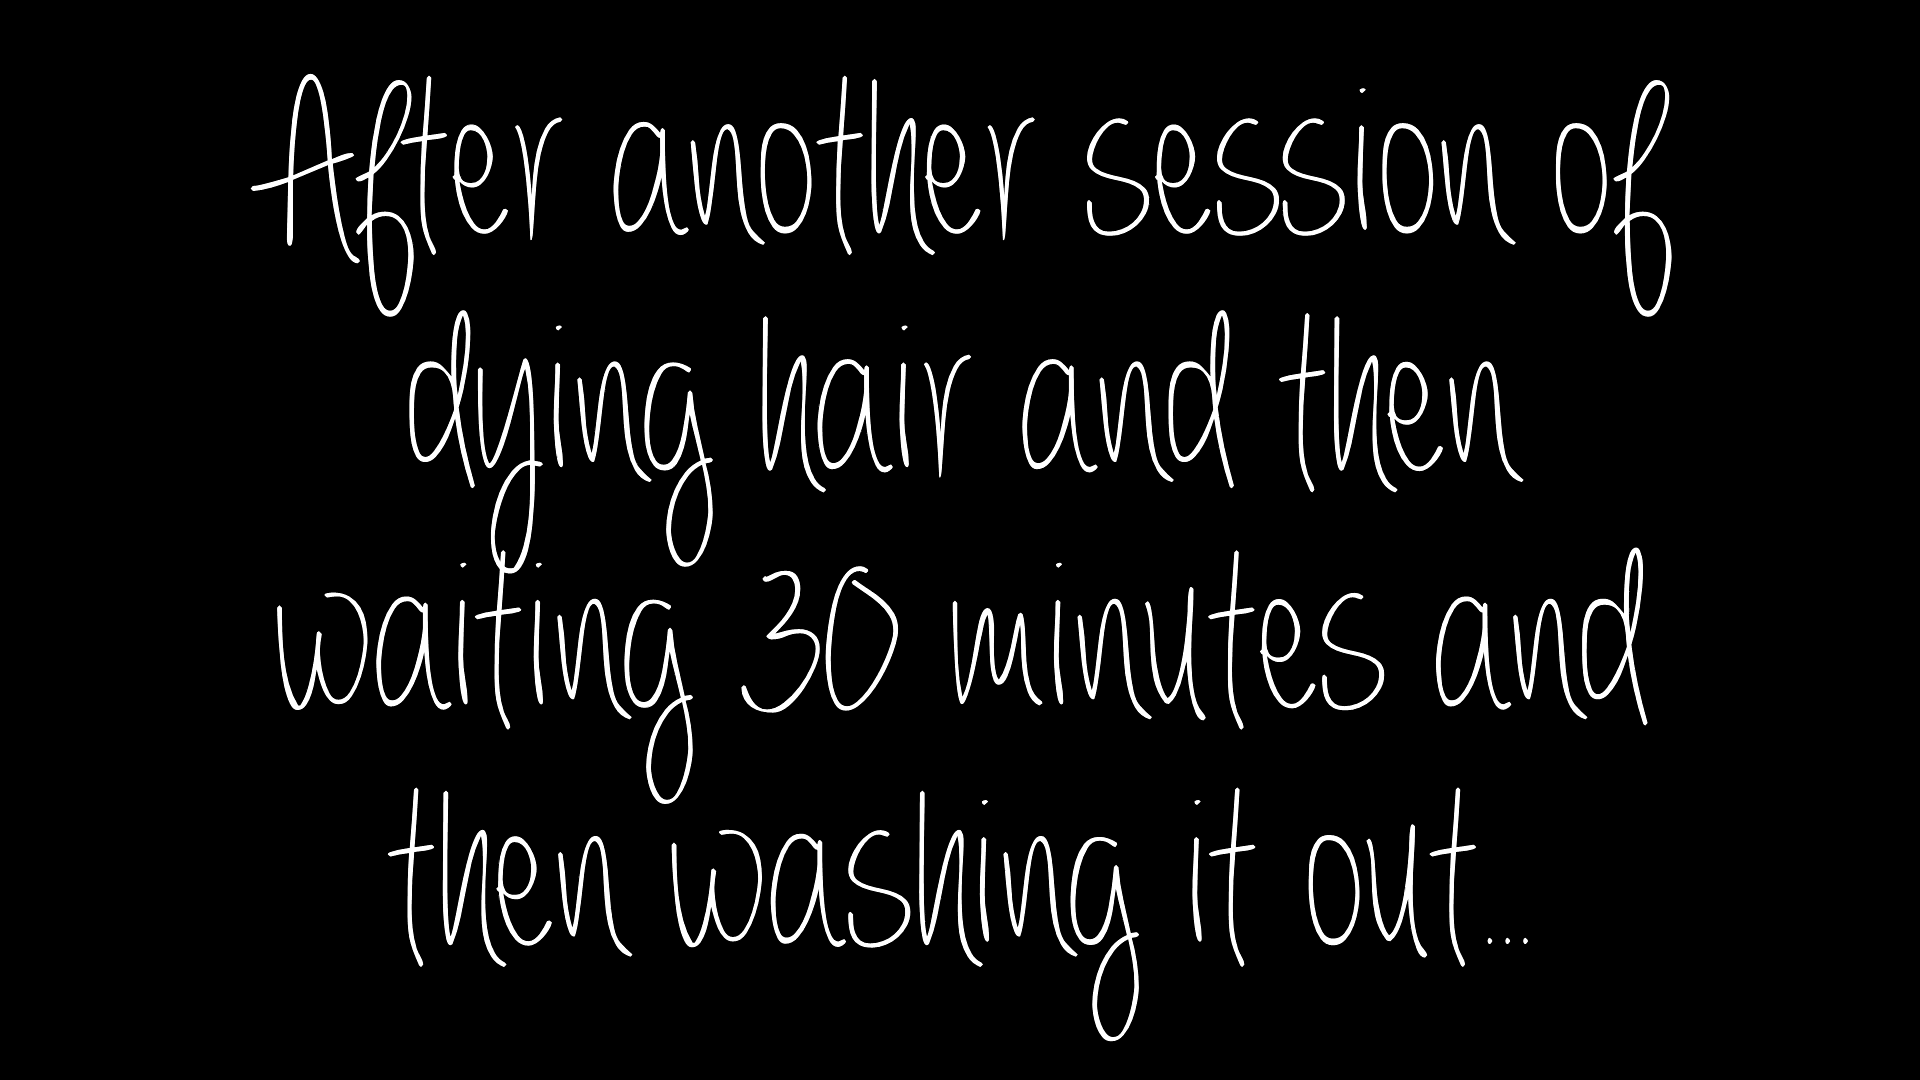 After another session of
dying hair and then
waiting 30 minutes and
then washing it out...